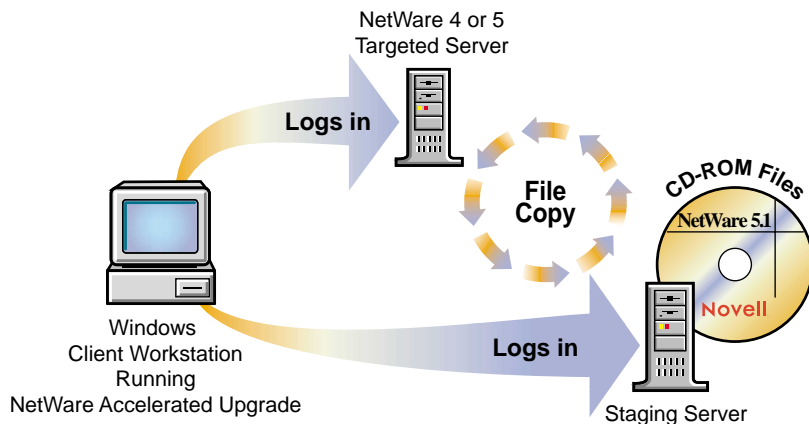 NetWare 4 or 5
Targeted Server
Logs in
File
Copy
CD-ROM Files
NetWare 5.1
Novell
Windows
Client Workstation
Running
NetWare Accelerated Upgrade
Logs in
Staging Server